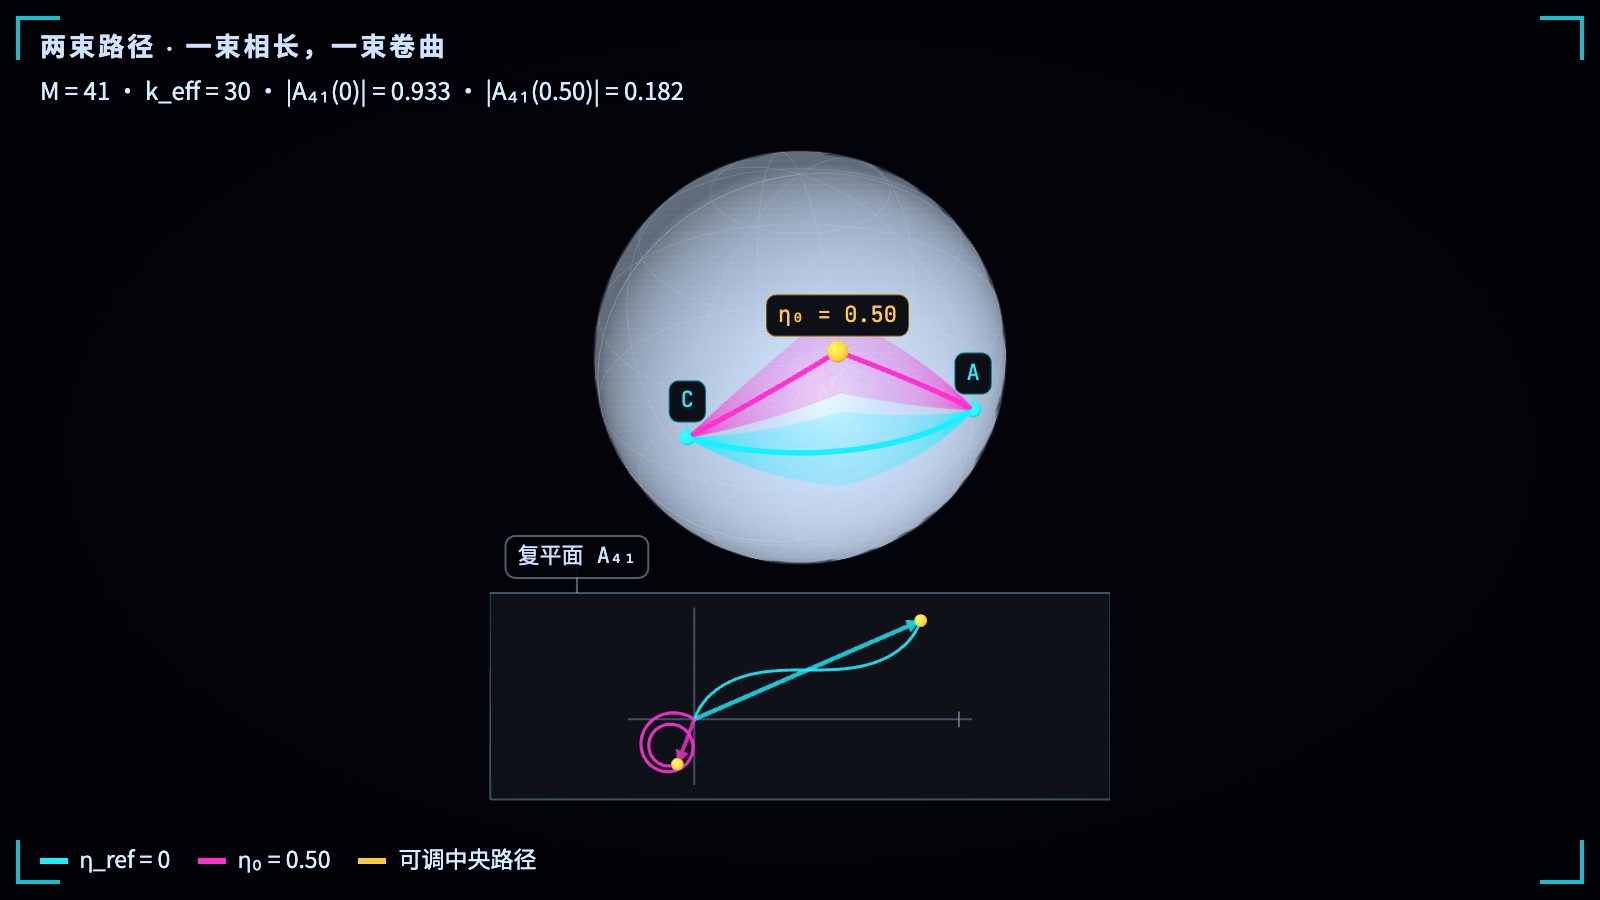 两束路径 · 一束相长，一束卷曲
M = 41 • k_eff = 30 • |A₄₁(0)| = 0.933 • |A₄₁(0.50)| = 0.182
η₀ = 0.50
A
C
复平面 A₄₁
η_ref = 0
η₀ = 0.50
可调中央路径